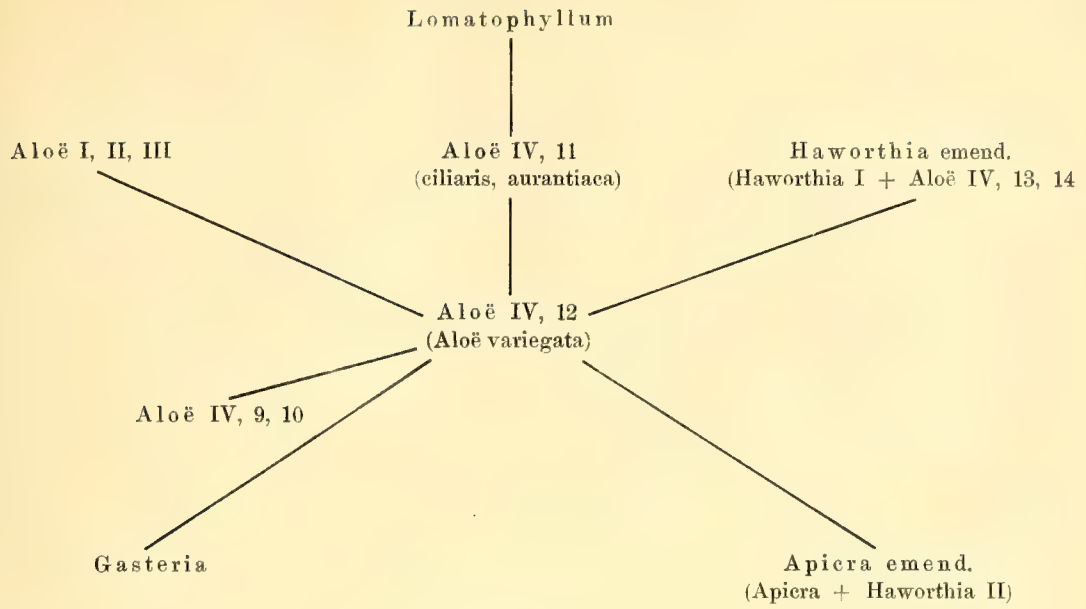 Lomatophyllum
Aloë I, II, III
Aloë IV, 11
(ciliaris, aurantiaca)
Haworthia emend.
(Haworthia I + Aloë IV, 13, 14
Aloë IV, 12
(Aloë variegata)
Aloë IV, 9, 10
Gasteria
Apicra emend.
(Apicra + Haworthia II)